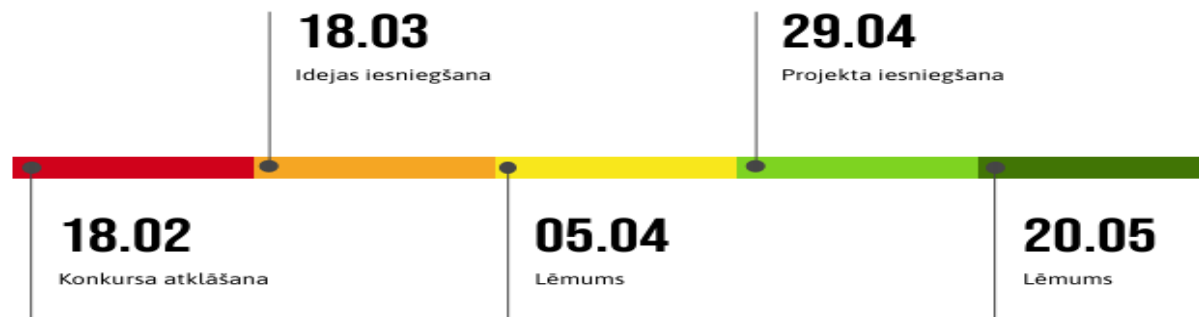 18.03
Idejas iesniegšana
29.04
Projekta iesniegšana
18.02
Konkursa atklāšana
05.04
Lēmums
20.05
Lēmums